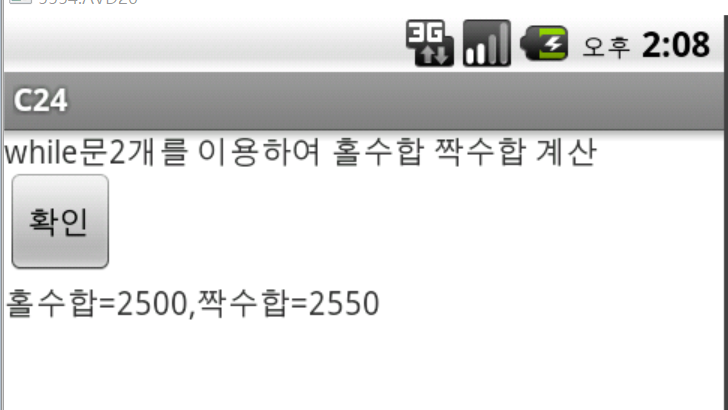 3G 오후 2:08
C24
while문2개를 이용하여 홀수합 짝수합 계산
확인
홀수합=2500,짝수합=2550